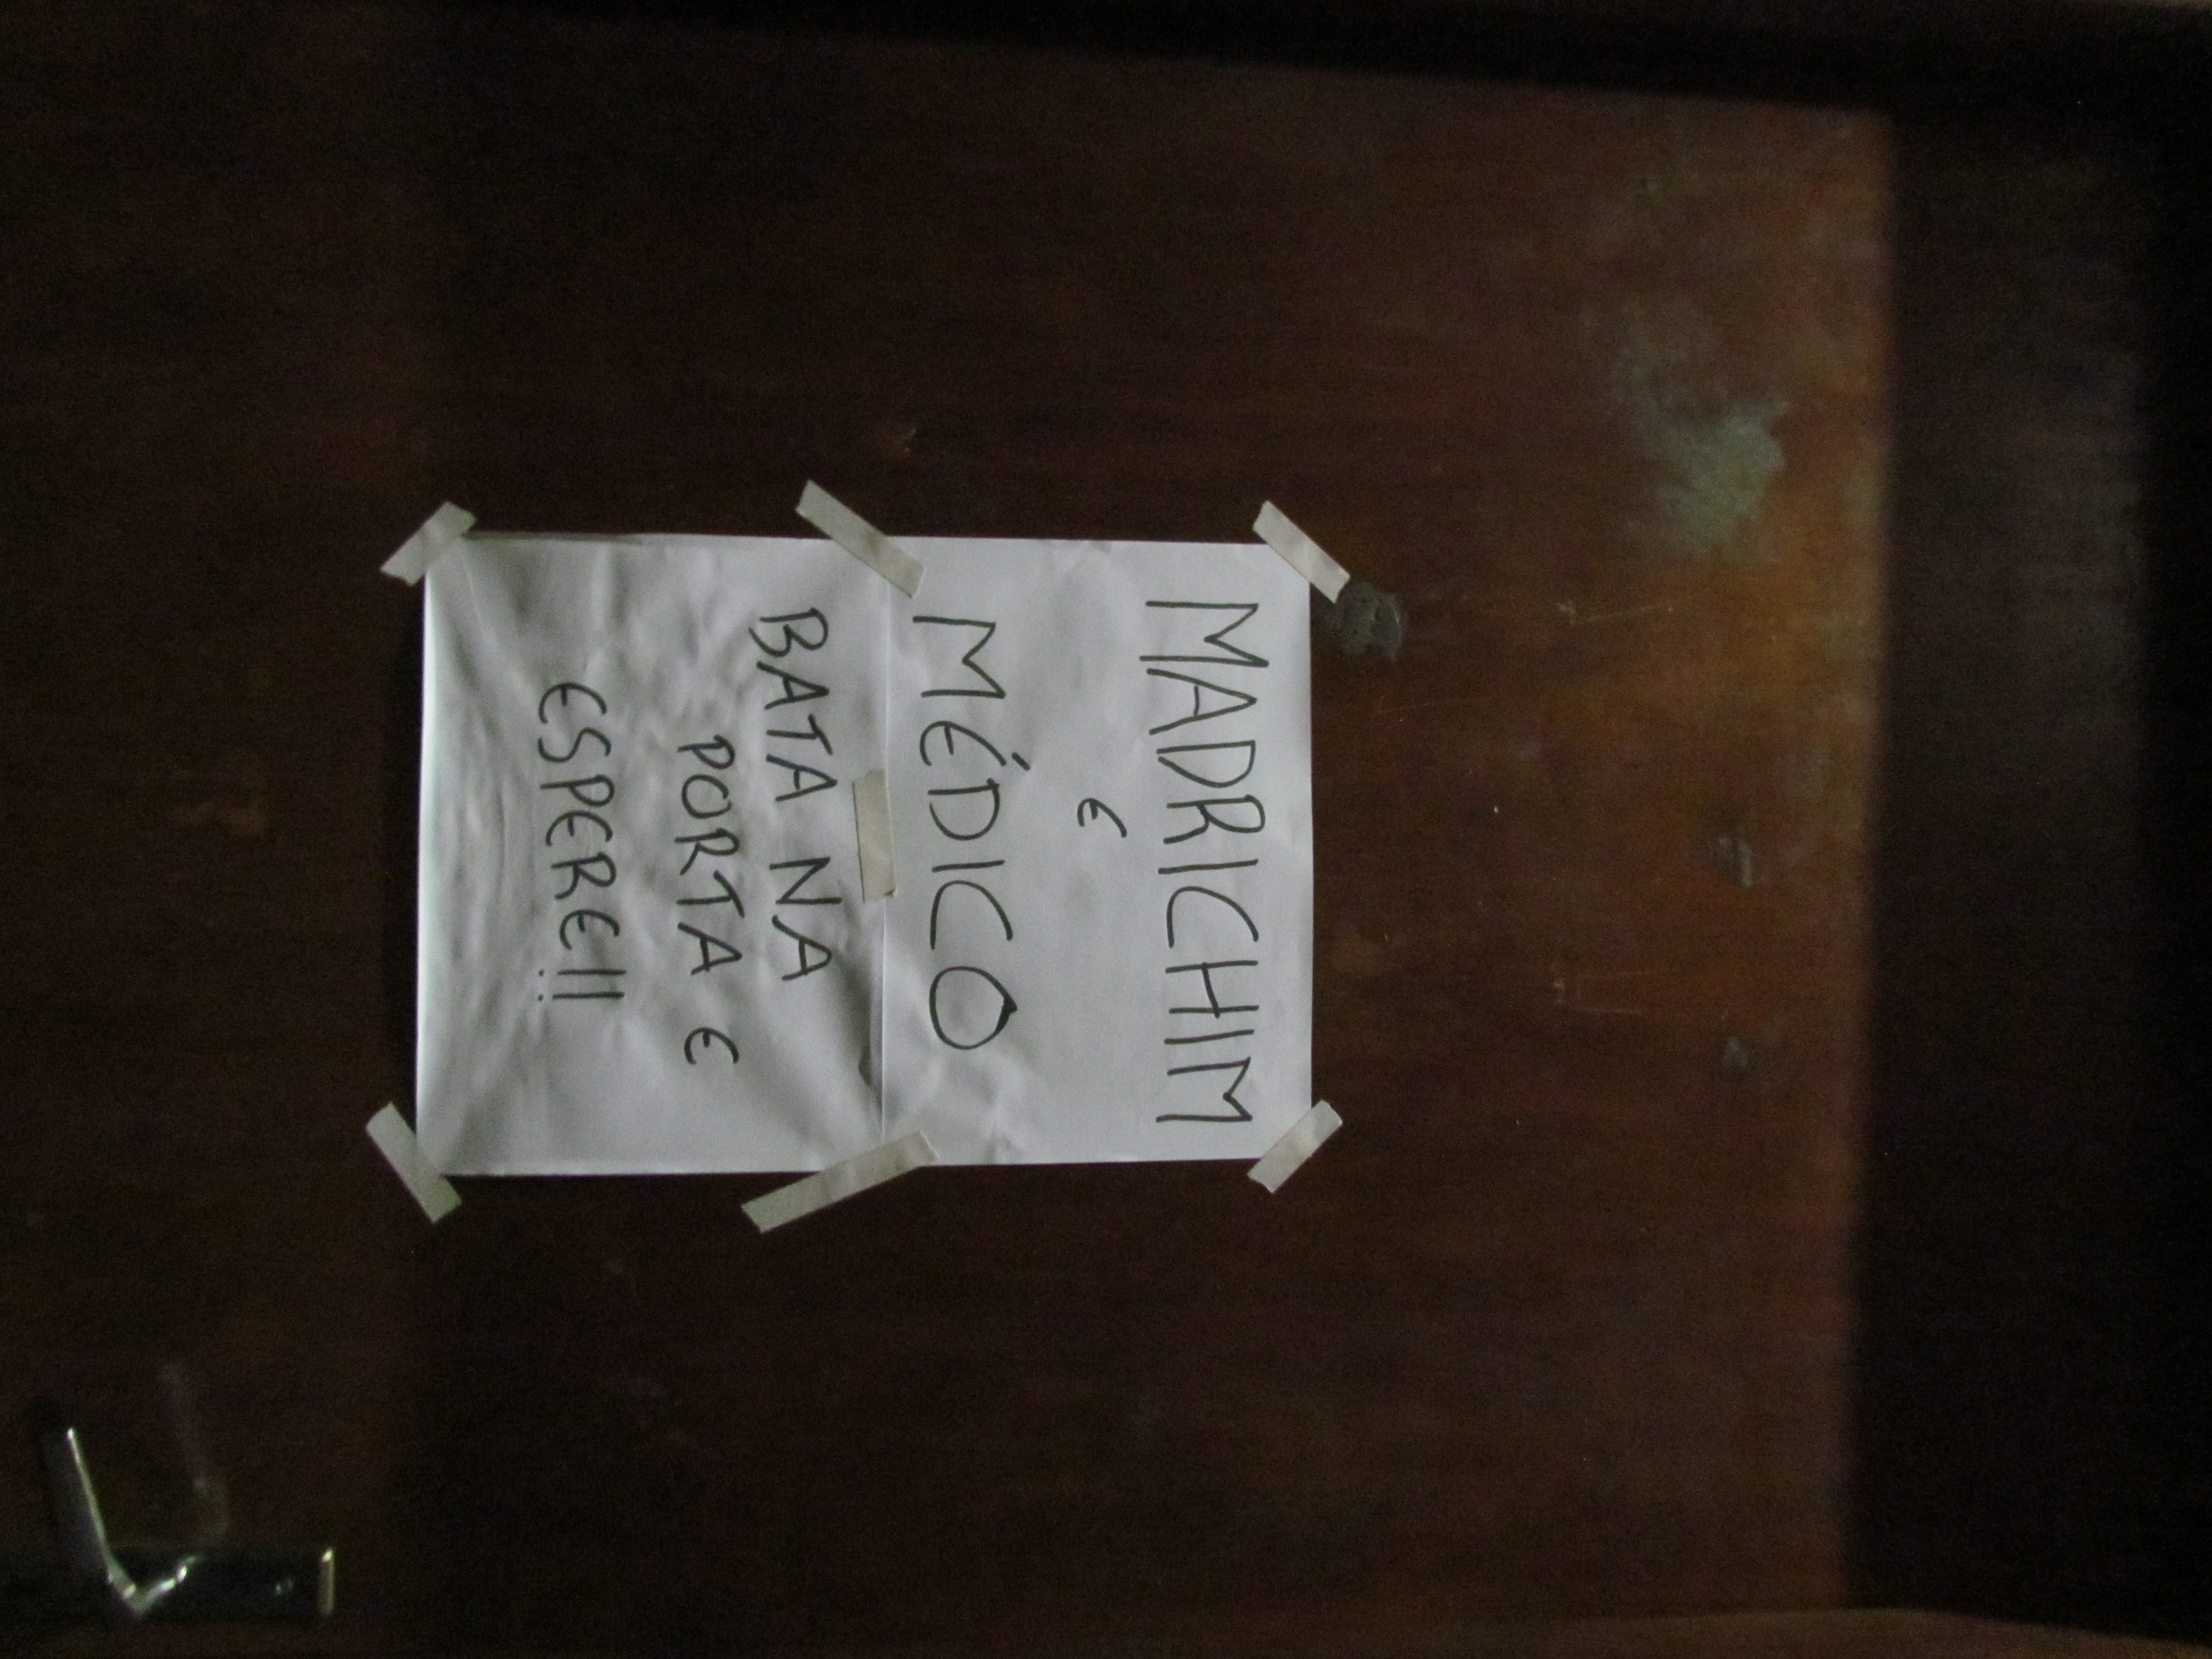 MADRICHIM
E
MÉDICO
BATA NA
PORTA E
ESPERE!!